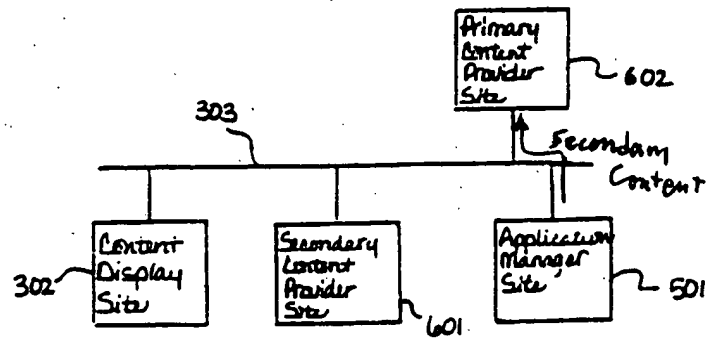 Primary
Content
Provider
Site
602
303
Secondary
Content
Content
Display
Site
302
Secondary
Content
Provider
Site
601
Application
Manager
Site
501